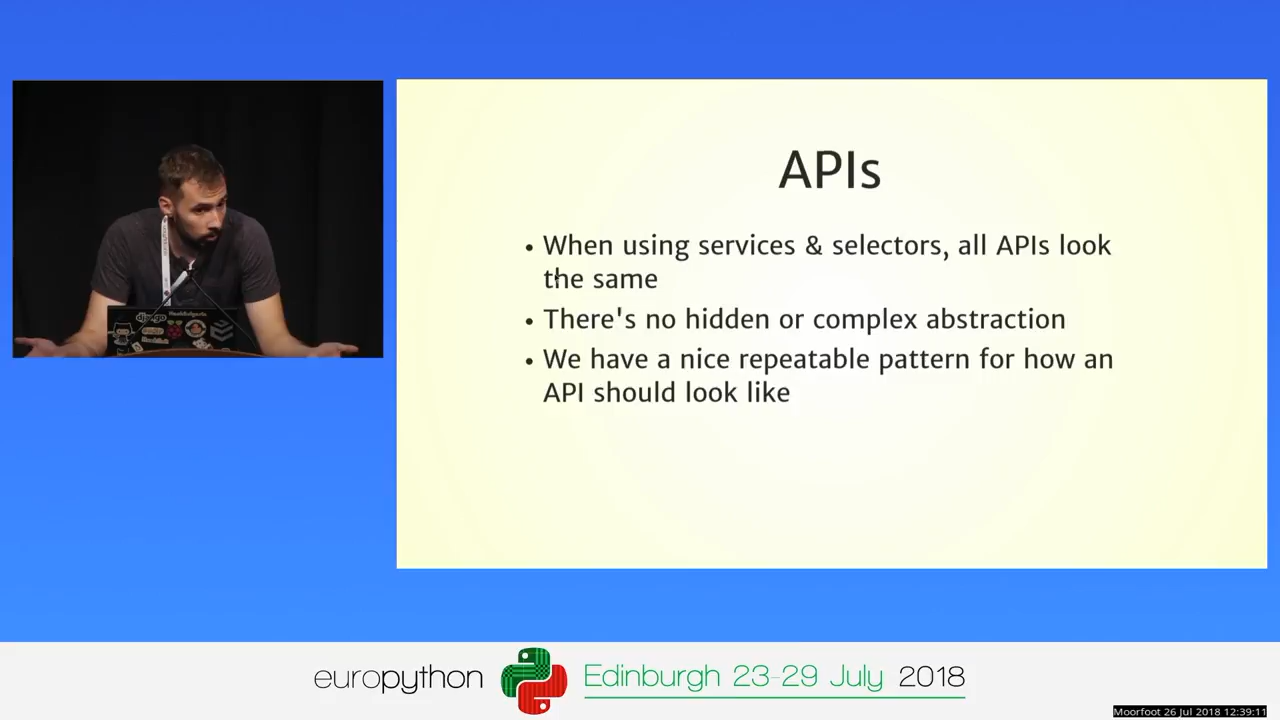 APIs
• When using services & selectors, all APIs look
the same
• There's no hidden or complex abstraction
• We have a nice repeatable pattern for how an
API should look like
django
europython Edinburgh 23-29 July 2018
Moorfoot 26 Jul 2018 12:39:11